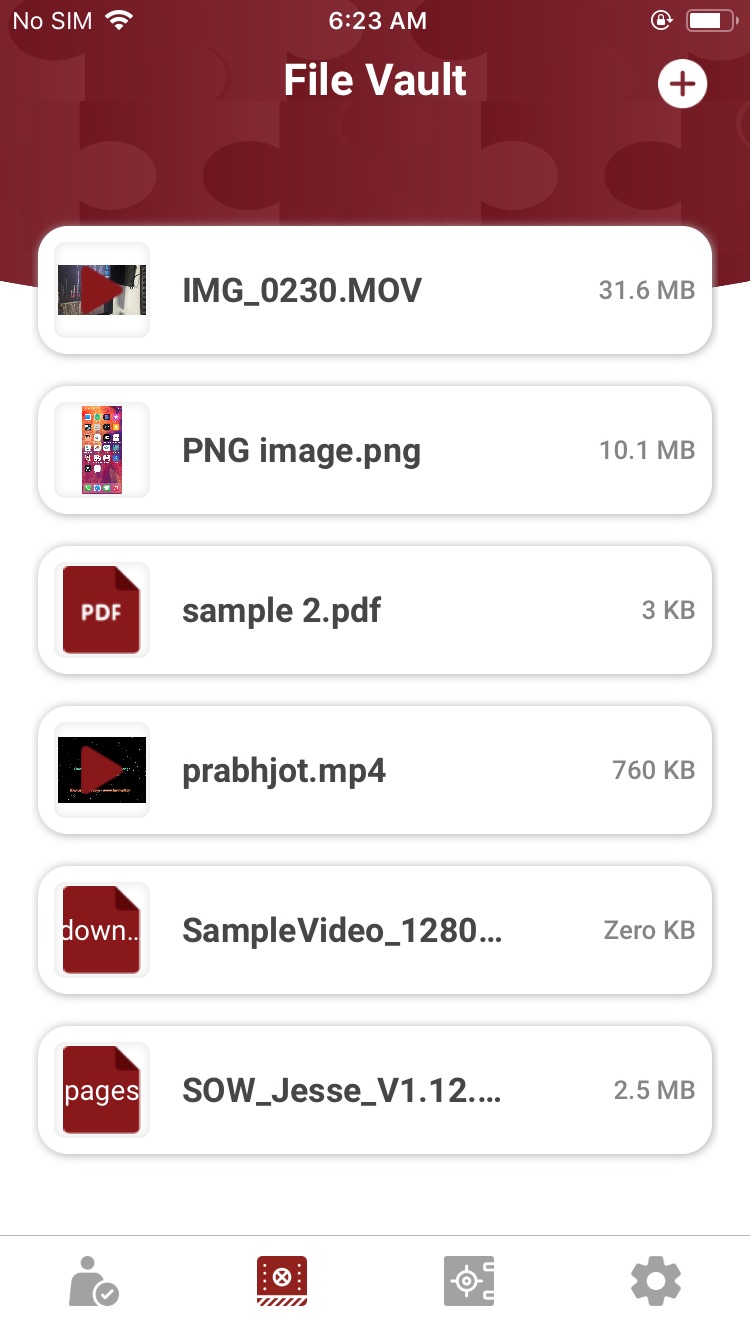 No SIM 6:23 AM
File Vault
IMG_0230.MOV 31.6 MB
PNG image.png 10.1 MB
PDF sample 2.pdf 3 KB
prabhjot.mp4 760 KB
down... SampleVideo_1280... Zero KB
pages SOW_Jesse_V1.12.... 2.5 MB